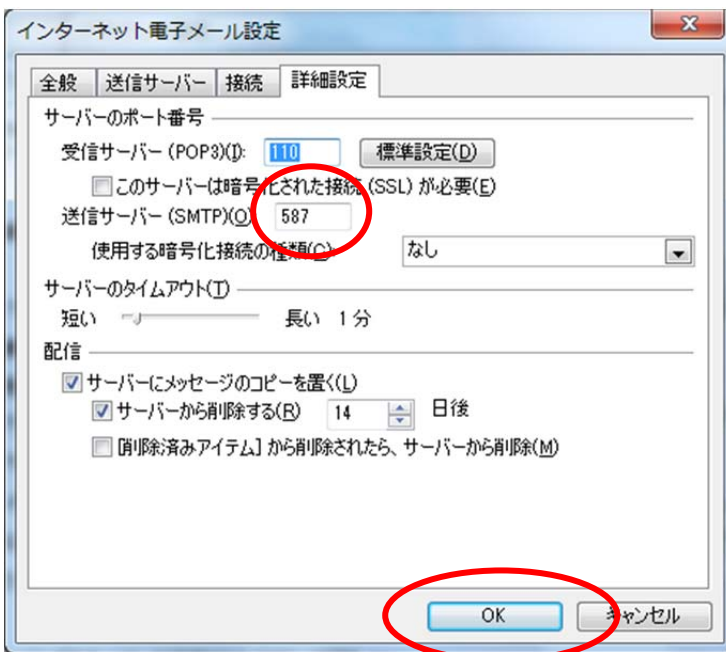 インターネット電子メール設定
全般 送信サーバー 接続 詳細設定
サーバーのポート番号
受信サーバー (POP3)(I): 110 標準設定(D)
このサーバーは暗号化された接続 (SSL) が必要(E)
送信サーバー (SMTP)(O) 587
使用する暗号化接続の種類(C): なし
サーバーのタイムアウト(T)
短い 長い 1 分
配信
サーバーにメッセージのコピーを置く(L)
サーバーから削除する(R) 14 日後
[削除済みアイテム] から削除されたら、サーバーから削除(M)
OK キャンセル